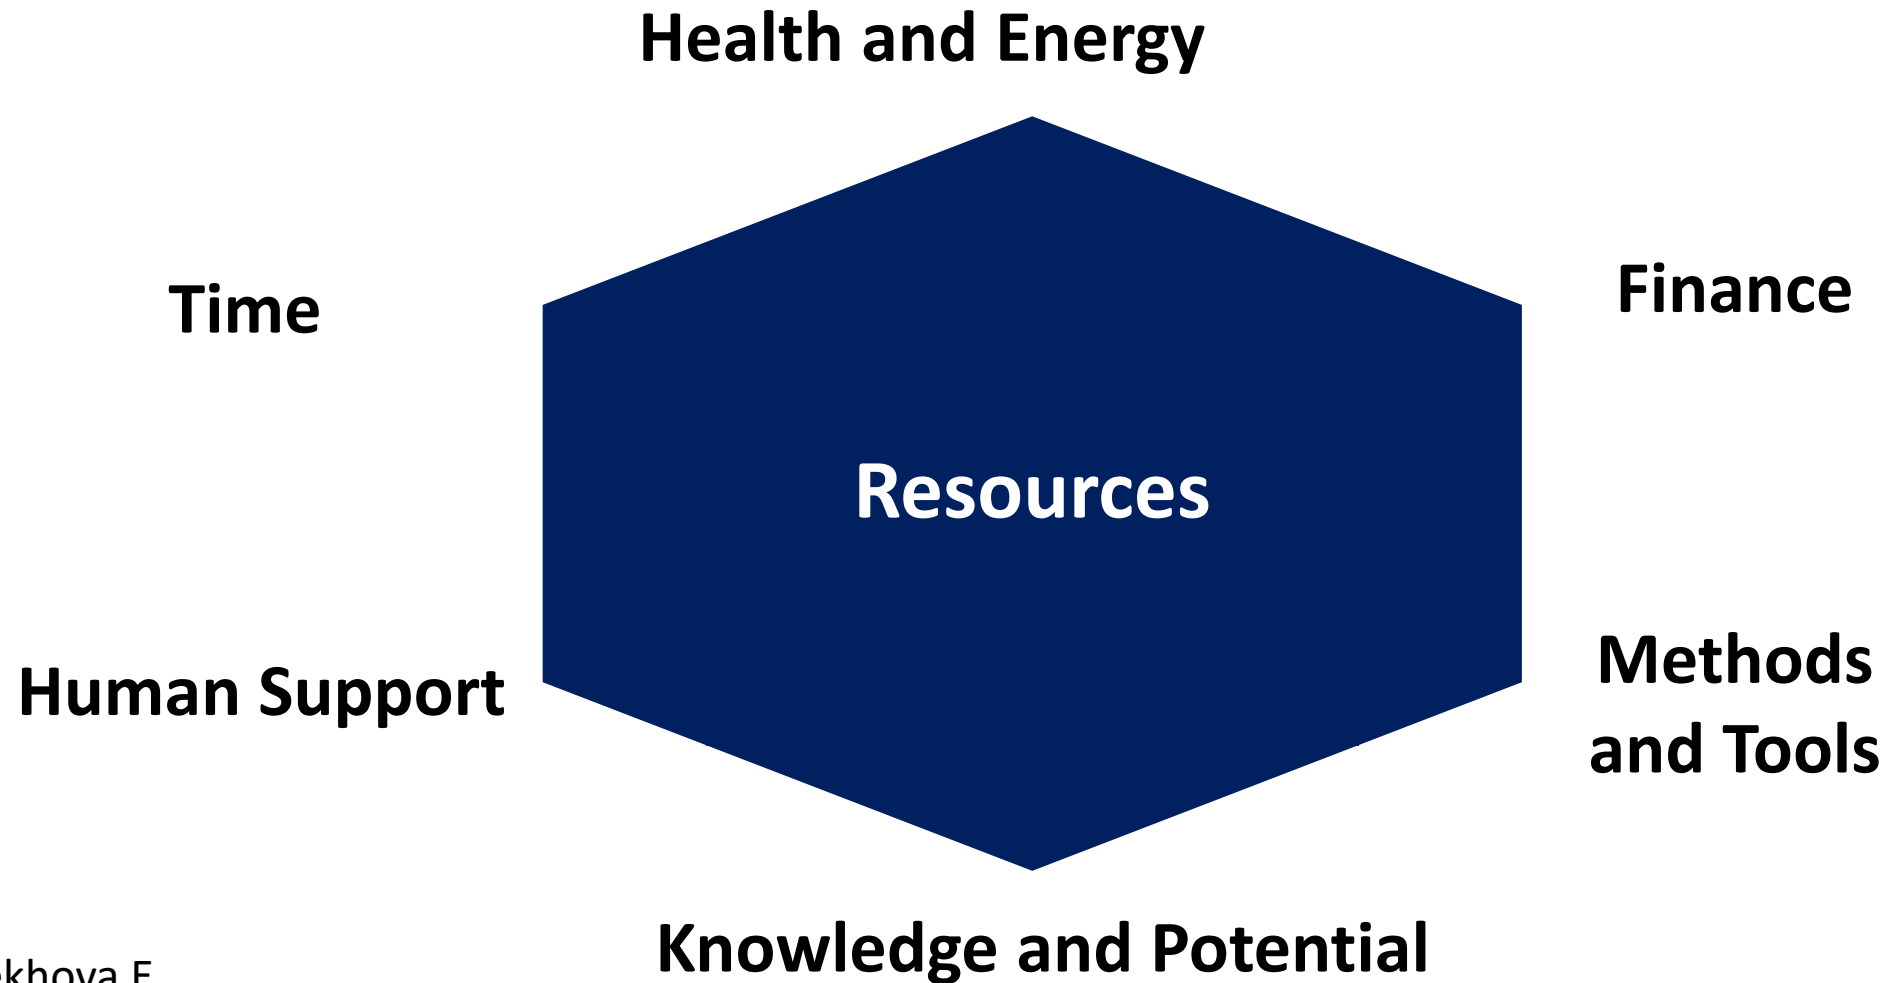 Health and Energy
Time
Finance
Resources
Human Support
Methods
and Tools
Knowledge and Potential